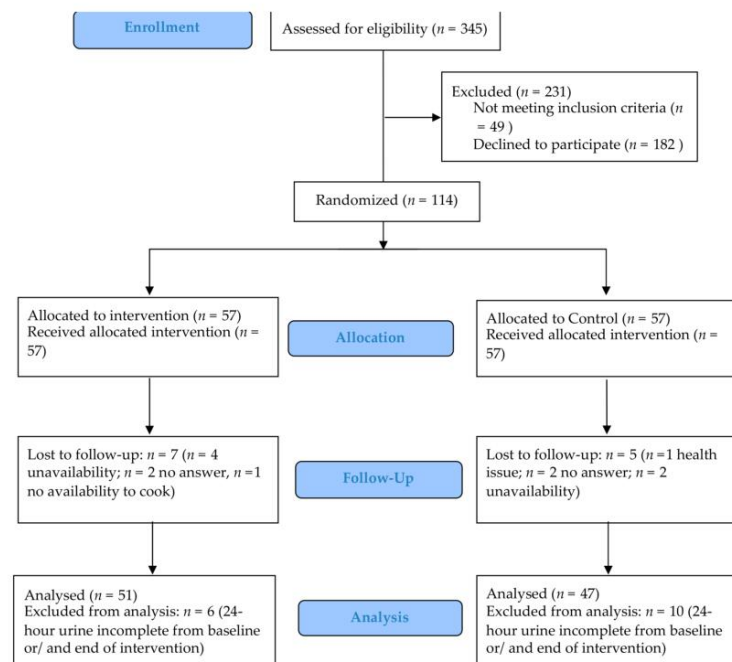 Enrollment
Assessed for eligibility (n = 345)
Excluded (n = 231)
Not meeting inclusion criteria (n
= 49 )
Declined to participate (n = 182 )
Randomized (n = 114)
Allocated to intervention (n = 57)
Received allocated intervention (n =
57)
Allocation
Allocated to Control (n = 57)
Received allocated intervention (n =
57)
Lost to follow-up: n = 7 (n = 4
unavailability; n = 2 no answer, n =1
no availability to cook)
Follow-Up
Lost to follow-up: n = 5 (n=1 health
issue; n = 2 no answer; n = 2
unavailability)
Analysed (n = 51)
Excluded from analysis: n = 6 (24-
hour urine incomplete from baseline
or/ and end of intervention)
Analysis
Analysed (n = 47)
Excluded from analysis: n = 10 (24-
hour urine incomplete from baseline
or/ and end of intervention)